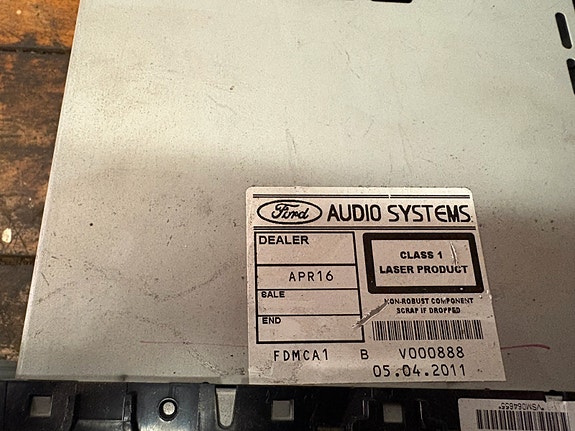 Ford AUDIO SYSTEMS
DEALER
APR16
SALE
END
CLASS 1
LASER PRODUCT
NON-ROBUST COMPONENT
SCRAP IF DROPPED
FDMCA1 B V000888
05.04.2011
*VSM064655*